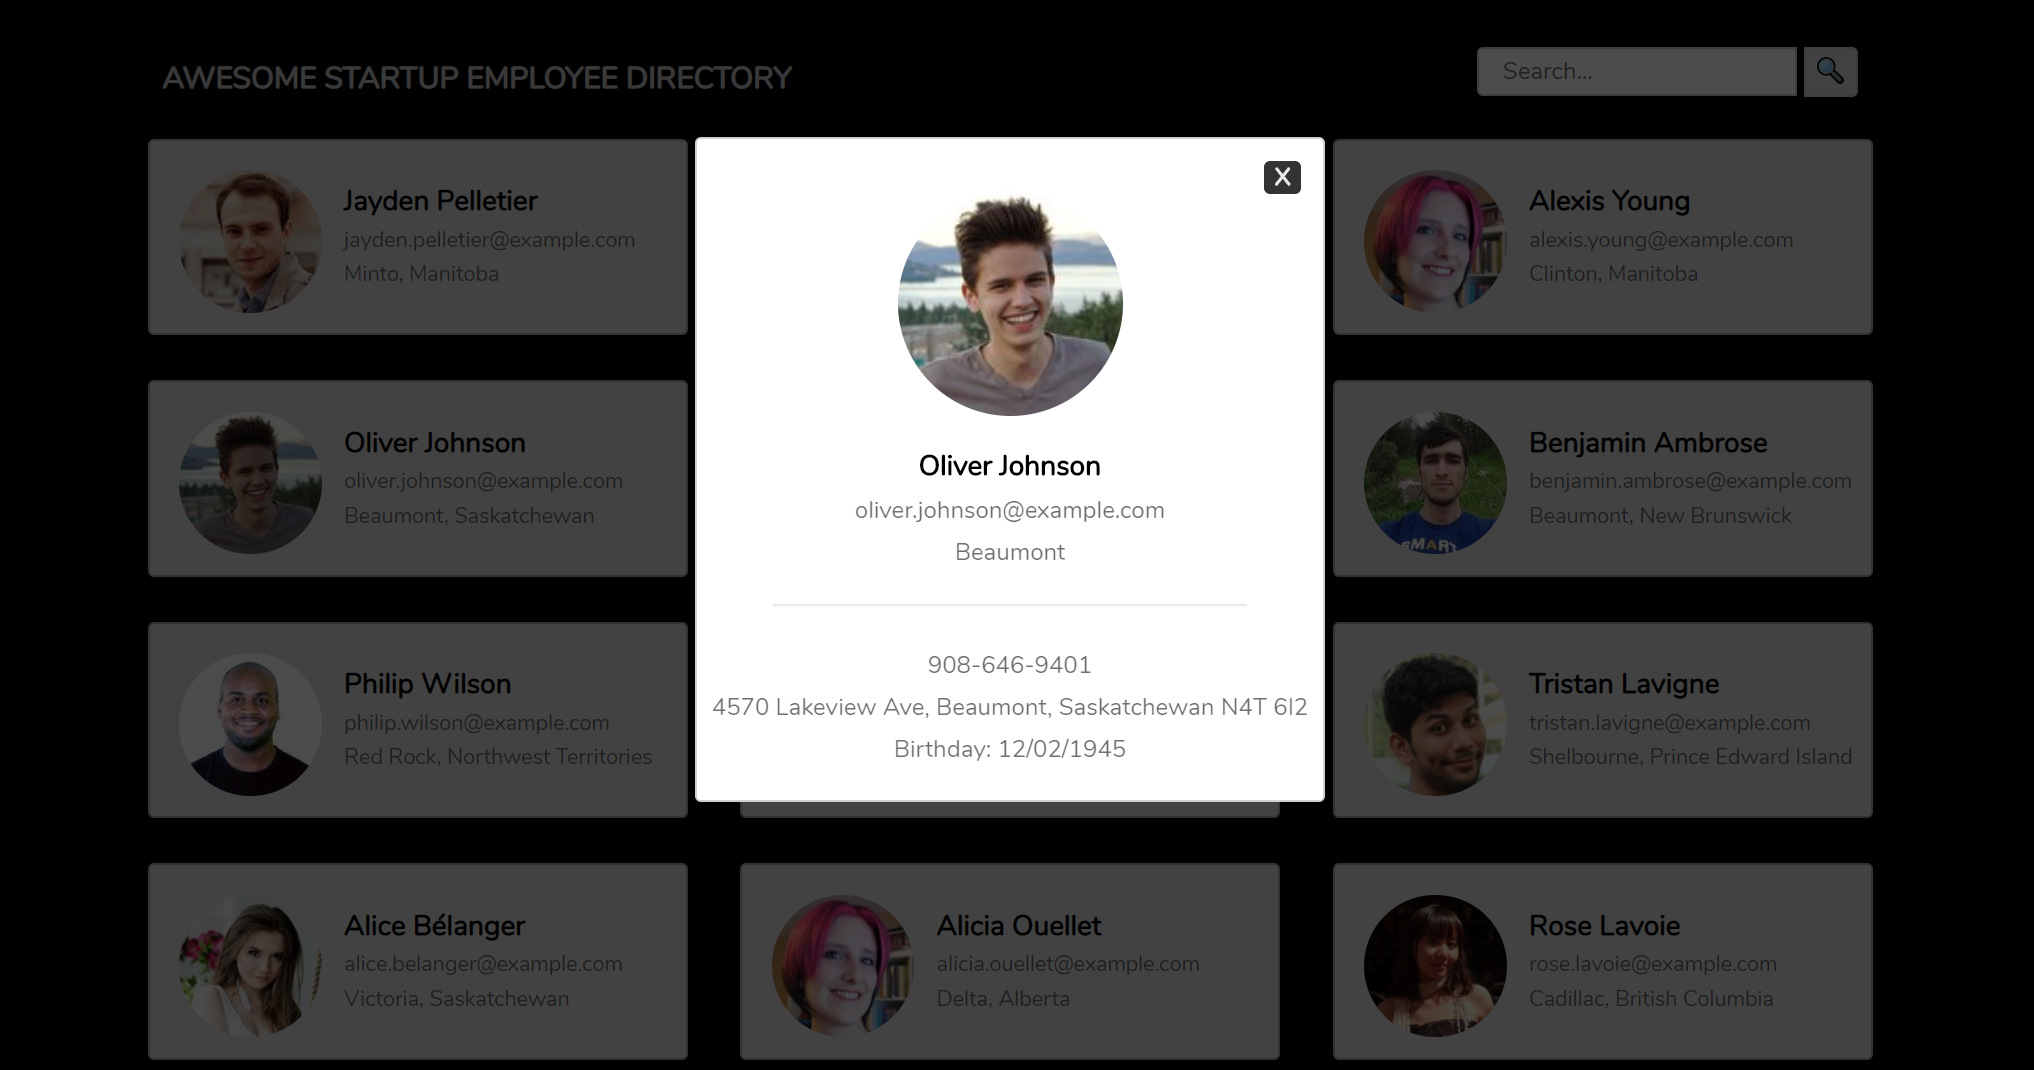 AWESOME STARTUP EMPLOYEE DIRECTORY
Search...
Jayden Pelletier
jayden.pelletier@example.com
Minto, Manitoba
X
Oliver Johnson
oliver.johnson@example.com
Beaumont
908-646-9401
4570 Lakeview Ave, Beaumont, Saskatchewan N4T 6I2
Birthday: 12/02/1945
Alexis Young
alexis.young@example.com
Clinton, Manitoba
Oliver Johnson
oliver.johnson@example.com
Beaumont, Saskatchewan
Benjamin Ambrose
benjamin.ambrose@example.com
Beaumont, New Brunswick
SMART
Philip Wilson
philip.wilson@example.com
Red Rock, Northwest Territories
Tristan Lavigne
tristan.lavigne@example.com
Shelbourne, Prince Edward Island
Alice Bélanger
alice.belanger@example.com
Victoria, Saskatchewan
Alicia Ouellet
alicia.ouellet@example.com
Delta, Alberta
Rose Lavoie
rose.lavoie@example.com
Cadillac, British Columbia